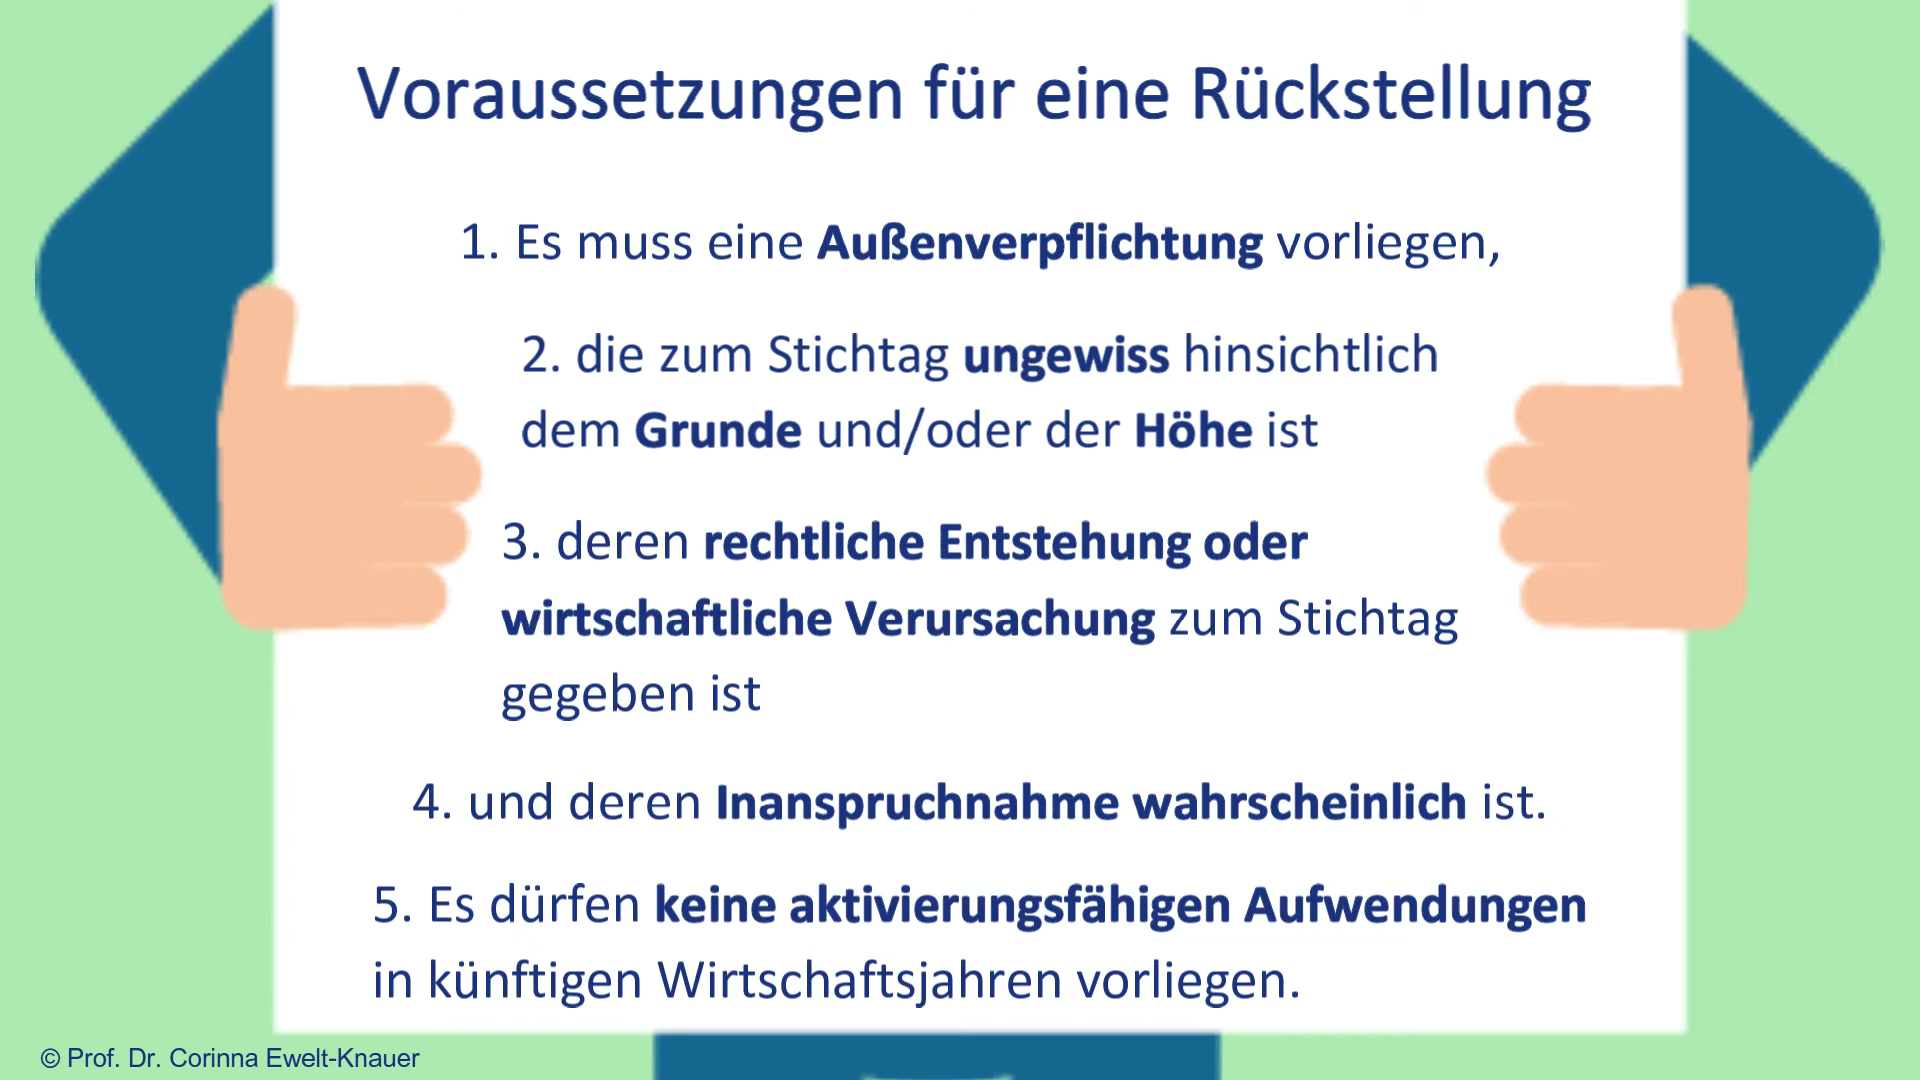 Voraussetzungen für eine Rückstellung
1. Es muss eine Außenverpflichtung vorliegen,
2. die zum Stichtag ungewiss hinsichtlich
dem Grunde und/oder der Höhe ist
3. deren rechtliche Entstehung oder
wirtschaftliche Verursachung zum Stichtag
gegeben ist
4. und deren Inanspruchnahme wahrscheinlich ist.
5. Es dürfen keine aktivierungsfähigen Aufwendungen
in künftigen Wirtschaftsjahren vorliegen.
© Prof. Dr. Corinna Ewelt-Knauer